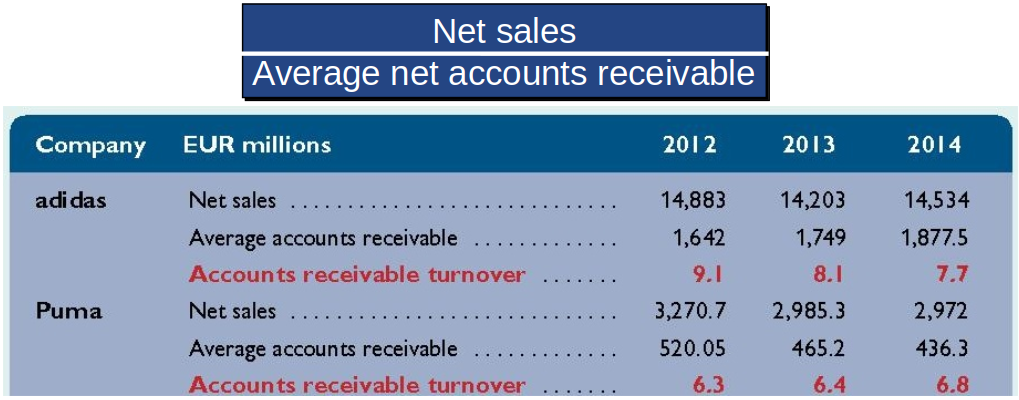 Net sales
Average net accounts receivable
Company EUR millions 2012 2013 2014
adidas Net sales .............................. 14,883 14,203 14,534
Average accounts receivable ............. 1,642 1,749 1,877.5
Accounts receivable turnover ....... 9.1 8.1 7.7
Puma Net sales .............................. 3,270.7 2,985.3 2,972
Average accounts receivable ............. 520.05 465.2 436.3
Accounts receivable turnover ....... 6.3 6.4 6.8